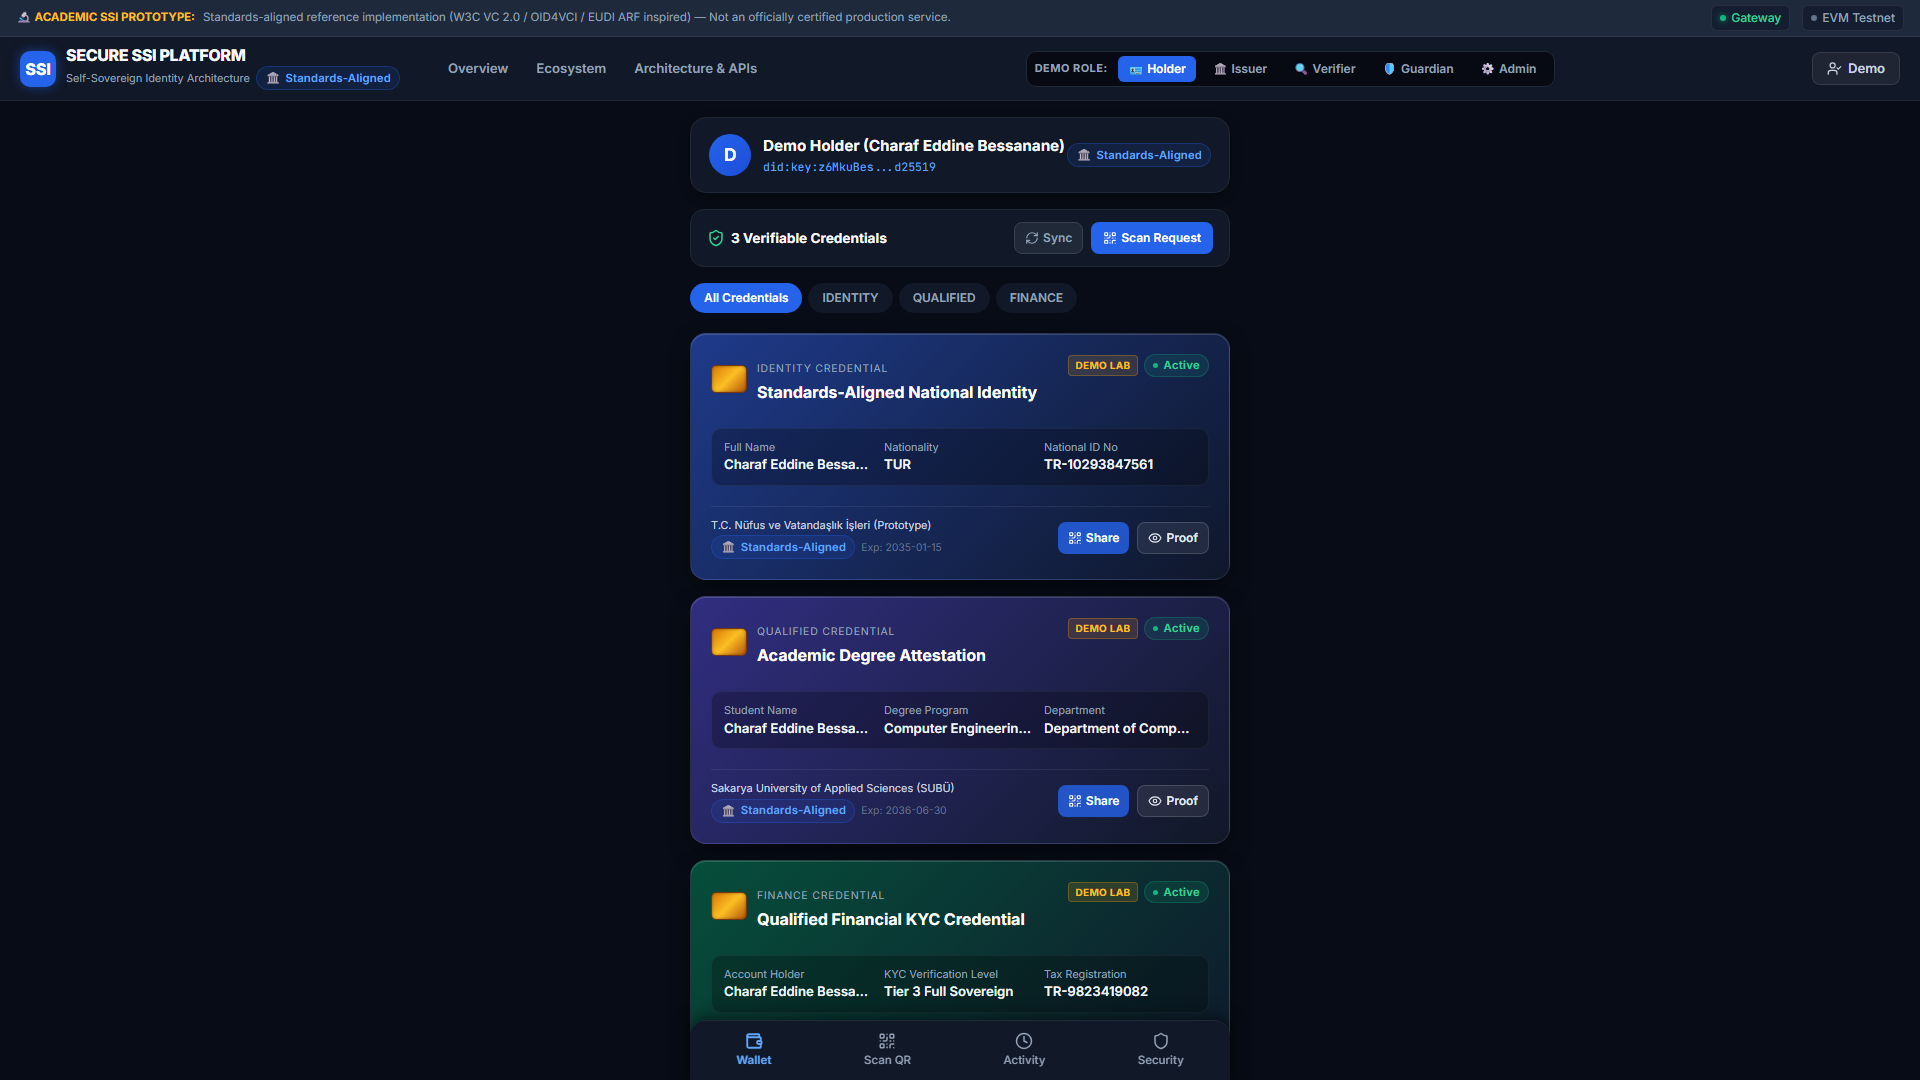 ACADEMIC SSI PROTOTYPE: Standards-aligned reference implementation (W3C VC 2.0 / OID4VCI / EUDI ARF inspired) — Not an officially certified production service.
Gateway
EVM Testnet
SSI
SECURE SSI PLATFORM
Self-Sovereign Identity Architecture
Standards-Aligned
Overview
Ecosystem
Architecture & APIs
DEMO ROLE:
Holder
Issuer
Verifier
Guardian
Admin
Demo
D
Demo Holder (Charaf Eddine Bessanane)
did:key:z6MkuBes...d25519
Standards-Aligned
3 Verifiable Credentials
Sync
Scan Request
All Credentials
IDENTITY
QUALIFIED
FINANCE
IDENTITY CREDENTIAL
Standards-Aligned National Identity
DEMO LAB
Active
Full Name
Charaf Eddine Bessa...
Nationality
TUR
National ID No
TR-10293847561
T.C. Nüfus ve Vatandaşlık İşleri (Prototype)
Standards-Aligned
Exp: 2035-01-15
Share
Proof
QUALIFIED CREDENTIAL
Academic Degree Attestation
DEMO LAB
Active
Student Name
Charaf Eddine Bessa...
Degree Program
Computer Engineerin...
Department
Department of Comp...
Sakarya University of Applied Sciences (SUBÜ)
Standards-Aligned
Exp: 2036-06-30
Share
Proof
FINANCE CREDENTIAL
Qualified Financial KYC Credential
DEMO LAB
Active
Account Holder
Charaf Eddine Bessa...
KYC Verification Level
Tier 3 Full Sovereign
Tax Registration
TR-9823419082
Wallet
Scan QR
Activity
Security